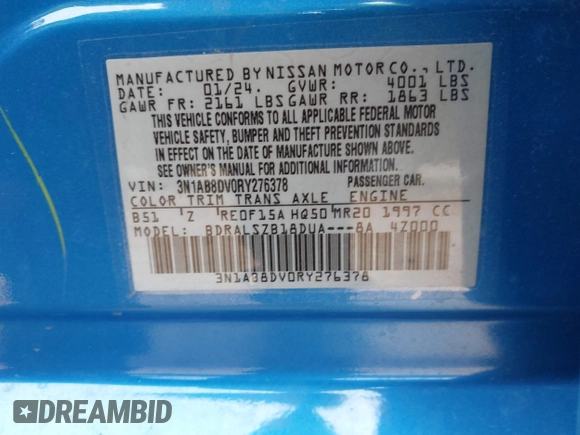 MANUFACTURED BY NISSAN MOTOR CO., LTD.
DATE: 01/24. GVWR: 4001 LBS
GAWR FR: 2161 LBS GAWR RR: 1863 LBS
THIS VEHICLE CONFORMS TO ALL APPLICABLE FEDERAL MOTOR
VEHICLE SAFETY, BUMPER AND THEFT PREVENTION STANDARDS
IN EFFECT ON THE DATE OF MANUFACTURE SHOWN ABOVE.
SEE OWNER'S MANUAL FOR ADDITIONAL INFORMATION
VIN: 3N1AB8DV0RY276378 PASSENGER CAR
COLOR TRIM TRANS AXLE ENGINE
B51 'Z 'RE0F15A HQ50'MR20 1997 CC
MODEL: BDRALSZB18DUA---8A 4Z000
3N1AB8DV0RY276378
DREAMBID